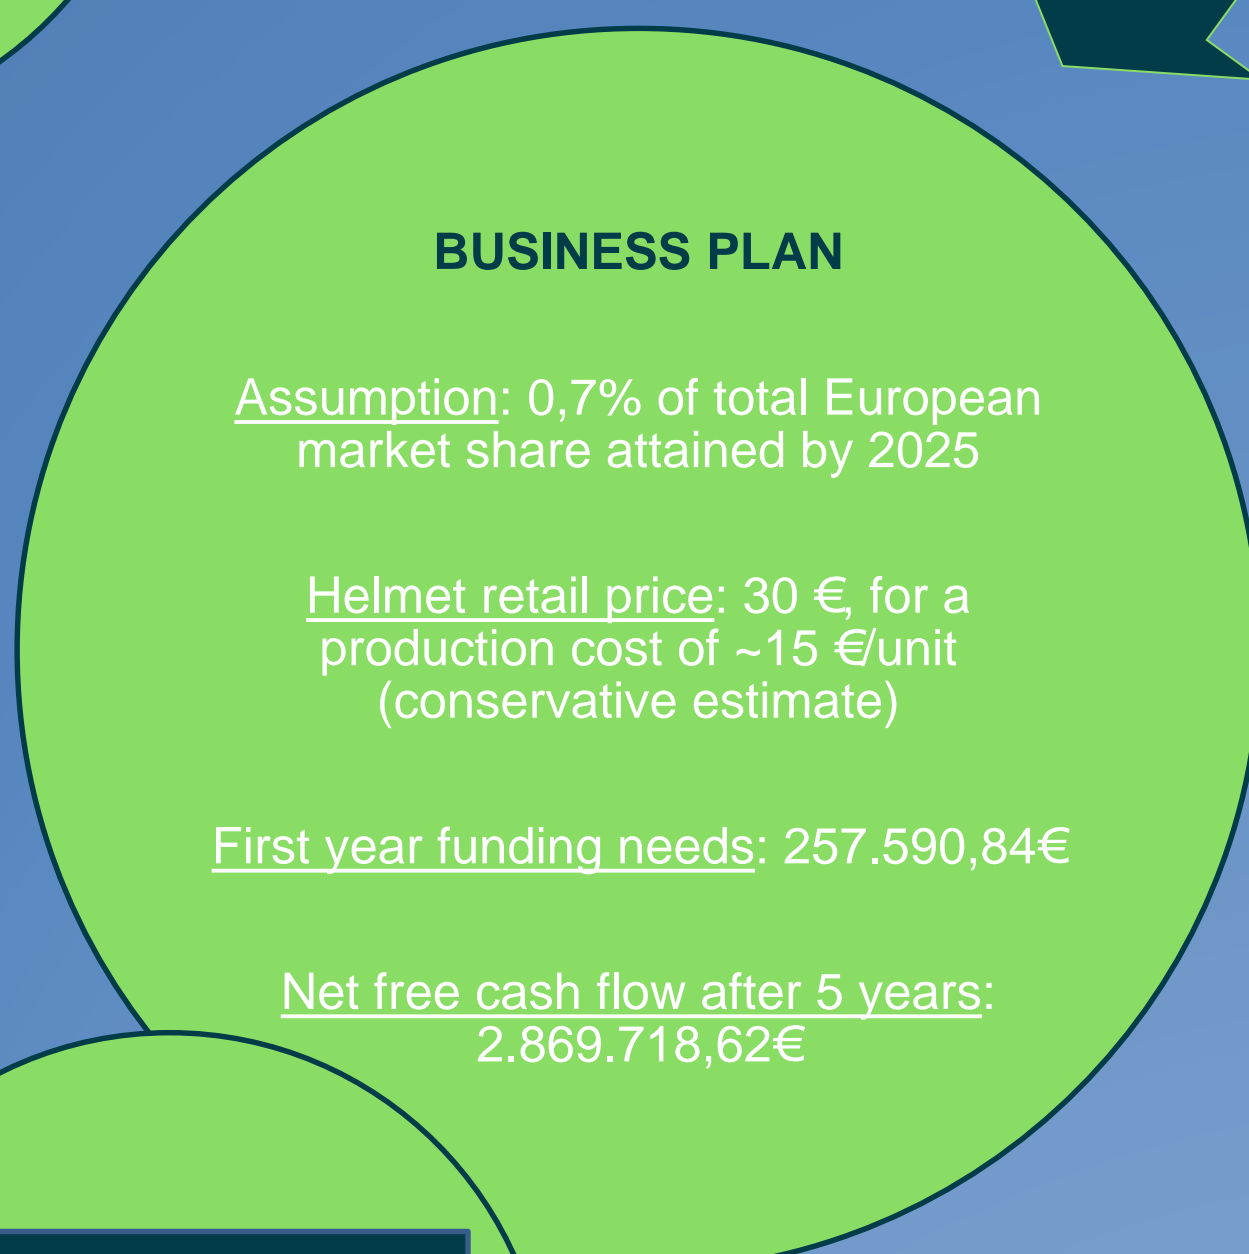 BUSINESS PLAN
Assumption: 0,7% of total European
market share attained by 2025
Helmet retail price: 30 €, for a
production cost of ~15 €/unit
(conservative estimate)
First year funding needs: 257.590,84€
Net free cash flow after 5 years:
2.869.718,62€